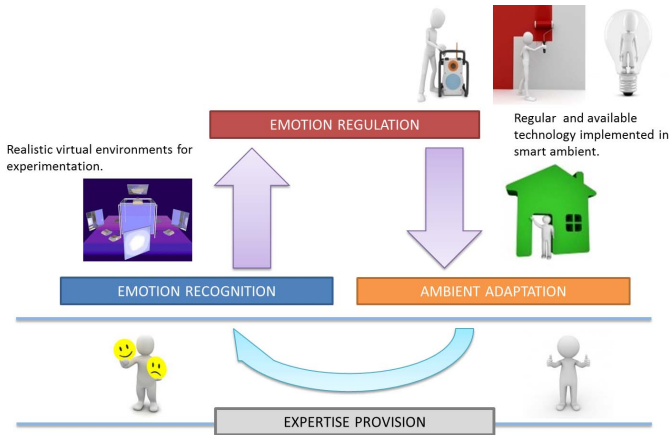 EMOTION REGULATION
Regular and available
technology implemented in
smart ambient.
Realistic virtual environments for
experimentation.
EMOTION RECOGNITION
AMBIENT ADAPTATION
EXPERTISE PROVISION